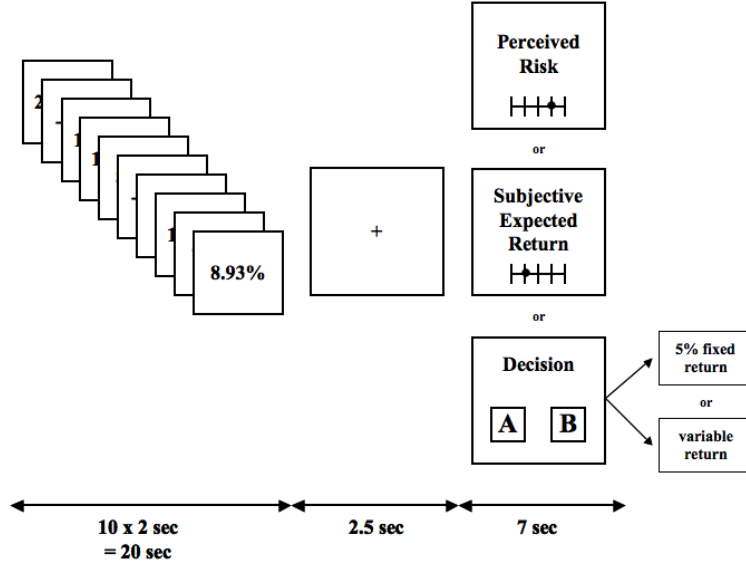 Perceived
Risk
or
8.93%
+
Subjective
Expected
Return
or
Decision
A B
5% fixed
return
or
variable
return
10 x 2 sec
= 20 sec
2.5 sec
7 sec